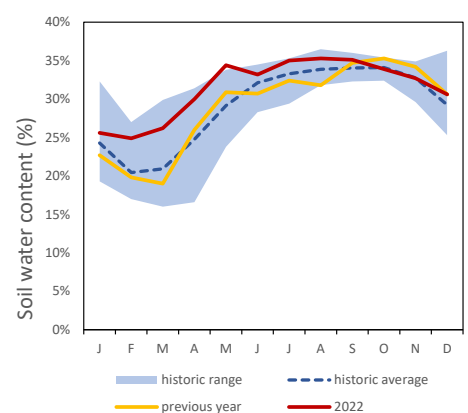 Soil water content (%)
40%
35%
30%
25%
20%
15%
10%
5%
0%
J F M A M J J A S O N D
historic range historic average
previous year 2022